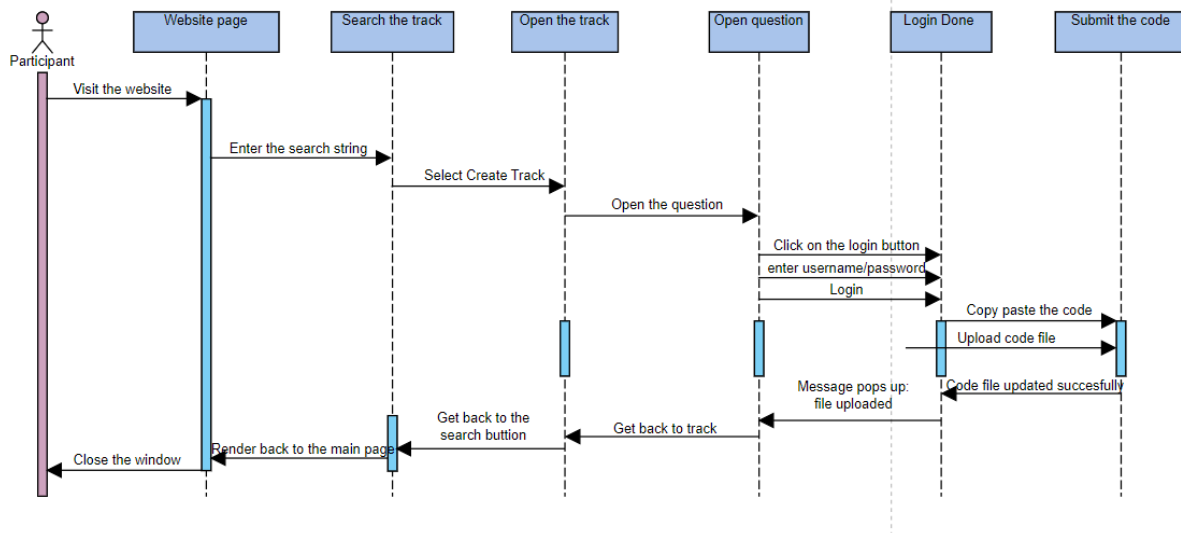 Website page
Search the track
Open the track
Open question
Login Done
Submit the code
Participant
Visit the website
Enter the search string
Select Create Track
Open the question
Click on the login button
enter username/password
Login
Copy paste the code
Upload code file
Code file updated succesfully
Message pops up:
file uploaded
Get back to track
Get back to the
search buttion
Render back to the main page
Close the window